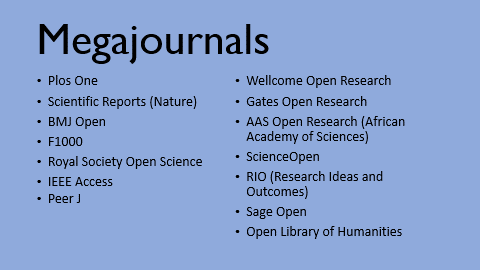 Megajournals
• Plos One
• Scientific Reports (Nature)
• BMJ Open
• F1000
• Royal Society Open Science
• IEEE Access
• Peer J
• Wellcome Open Research
• Gates Open Research
• AAS Open Research (African
Academy of Sciences)
• ScienceOpen
• RIO (Research Ideas and
Outcomes)
• Sage Open
• Open Library of Humanities